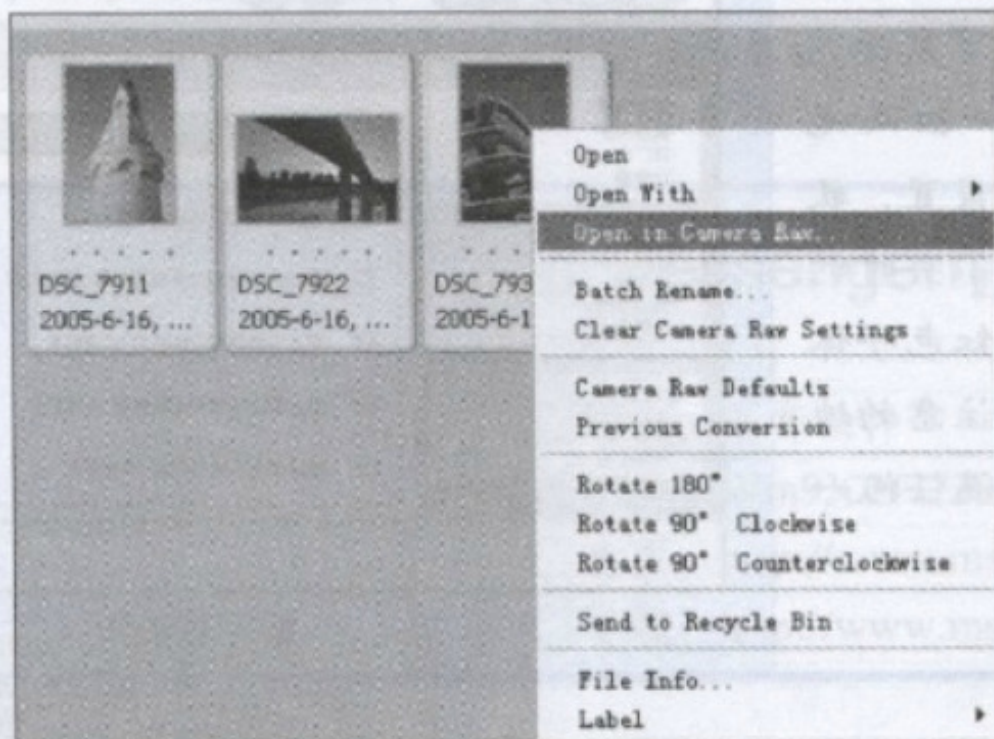 DSC_7911
2005-6-16, ...
DSC_7922
2005-6-16, ...
DSC_793
2005-6-1
Open
Open With
Open in Camera Raw...
Batch Rename...
Clear Camera Raw Settings
Camera Raw Defaults
Previous Conversion
Rotate 180°
Rotate 90° Clockwise
Rotate 90° Counterclockwise
Send to Recycle Bin
File Info...
Label